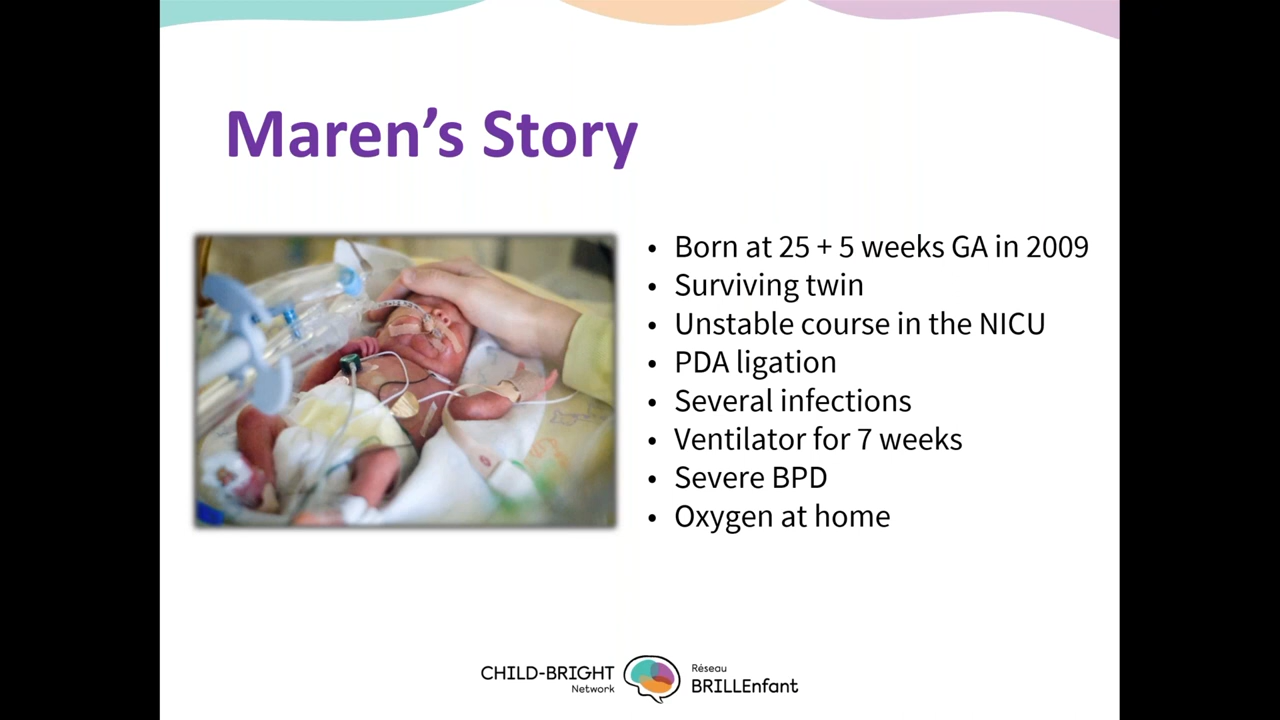 Maren’s Story
• Born at 25 + 5 weeks GA in 2009
• Surviving twin
• Unstable course in the NICU
• PDA ligation
• Several infections
• Ventilator for 7 weeks
• Severe BPD
• Oxygen at home
CHILD-BRIGHT
Network
Réseau
BRILLEnfant